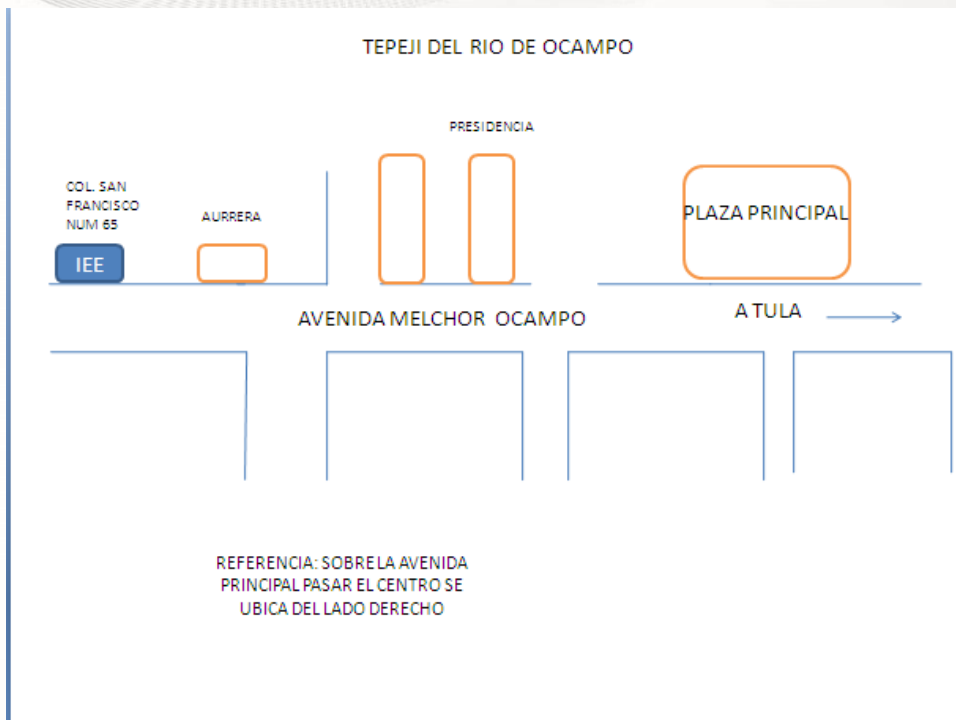 TEPEJI DEL RIO DE OCAMPO
PRESIDENCIA
COL. SAN
FRANCISCO
NUM 65
AURRERA
PLAZA PRINCIPAL
IEE
AVENIDA MELCHOR OCAMPO
A TULA
REFERENCIA: SOBRE LA AVENIDA
PRINCIPAL PASAR EL CENTRO SE
UBICA DEL LADO DERECHO